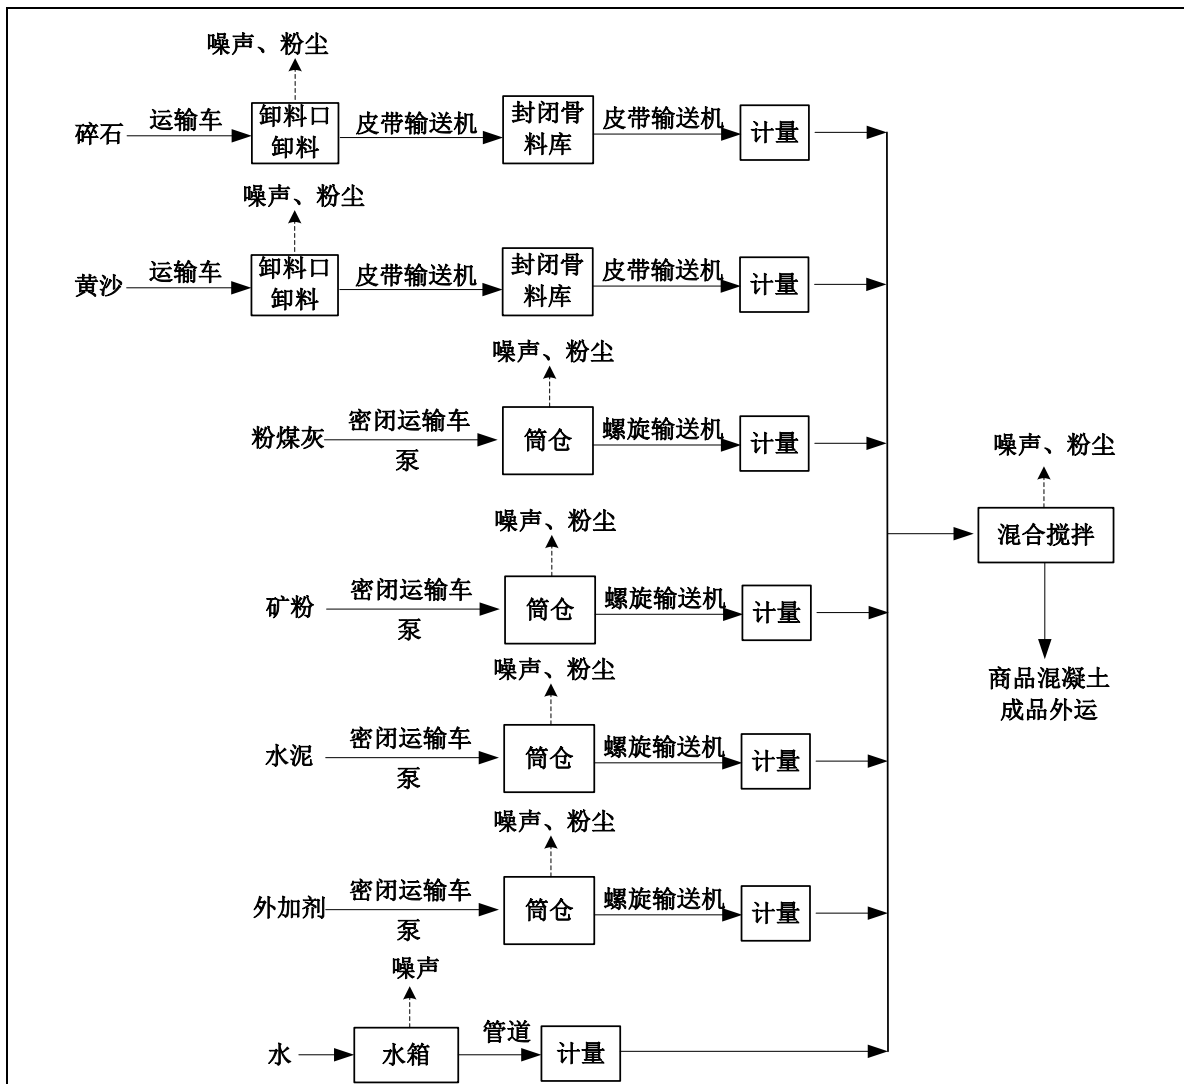 噪声、粉尘
碎石
运输车
卸料口
卸料
皮带输送机
封闭骨
料库
皮带输送机
计量
噪声、粉尘
黄沙
运输车
卸料口
卸料
皮带输送机
封闭骨
料库
皮带输送机
计量
噪声、粉尘
粉煤灰
密闭运输车
泵
筒仓
螺旋输送机
计量
噪声、粉尘
混合搅拌
噪声、粉尘
矿粉
密闭运输车
泵
筒仓
螺旋输送机
计量
商品混凝土
成品外运
噪声、粉尘
水泥
密闭运输车
泵
筒仓
螺旋输送机
计量
噪声、粉尘
外加剂
密闭运输车
泵
筒仓
螺旋输送机
计量
噪声
水
水箱
管道
计量